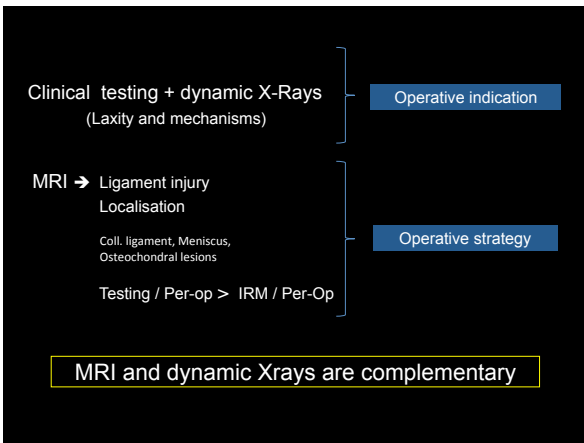 Clinical testing + dynamic X-Rays
(Laxity and mechanisms)
Operative indication
MRI ➔ Ligament injury
Localisation
Coll. ligament, Meniscus,
Osteochondral lesions
Operative strategy
Testing / Per-op > IRM / Per-Op
MRI and dynamic Xrays are complementary